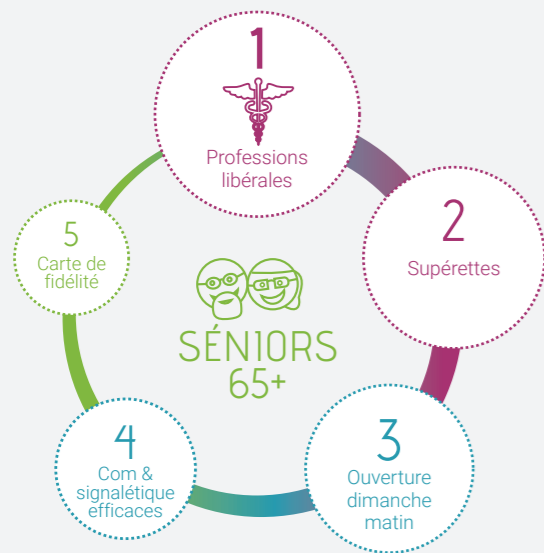 1
Professions
libérales
2
Supérettes
3
Ouverture
dimanche
matin
4
Com &
signalétique
efficaces
5
Carte de
fidélité
SÉNIORS
65+